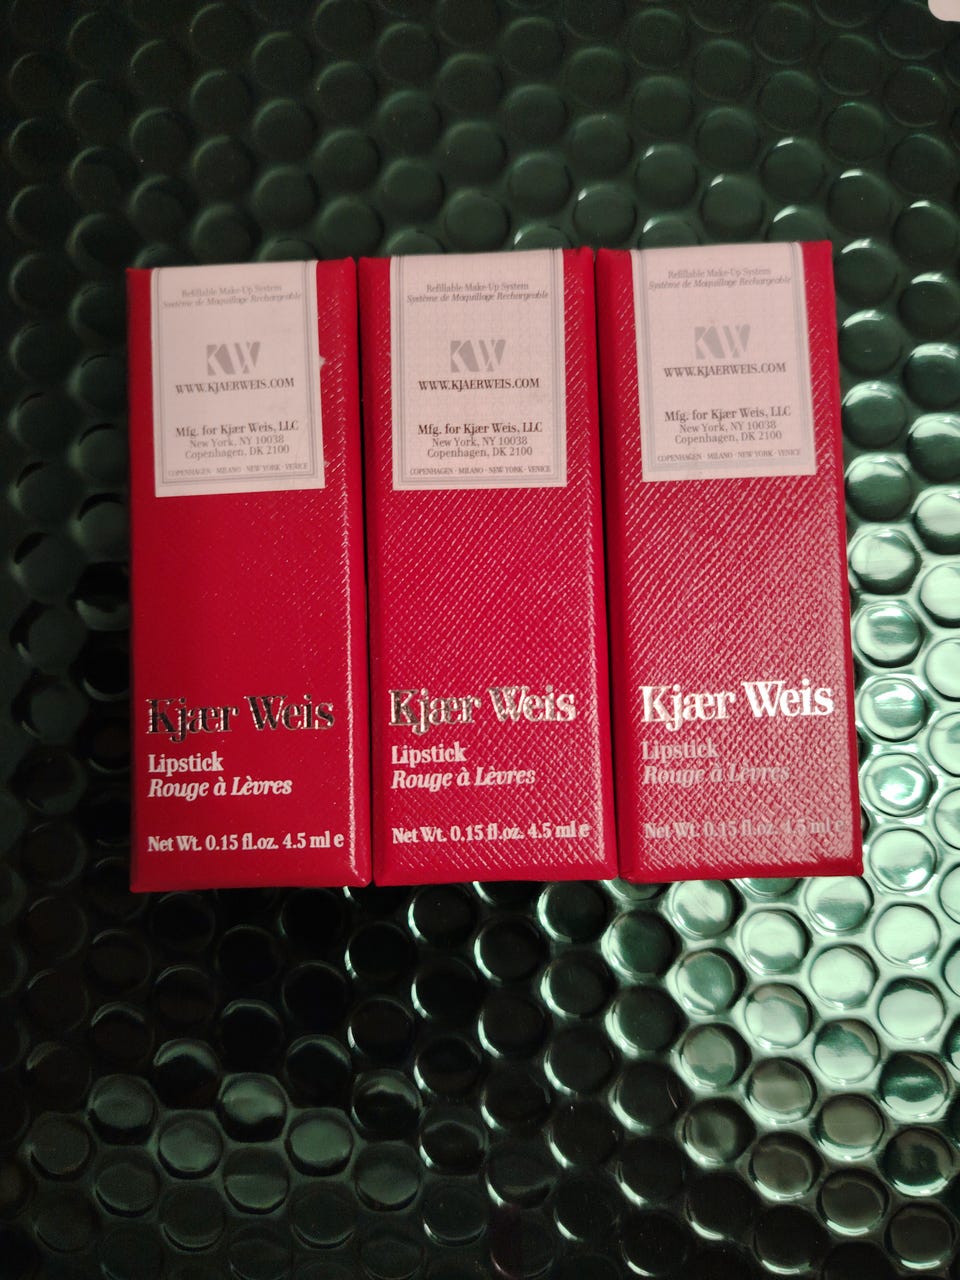 Refillable Make-Up System
Système de Maquillage Rechargeable
KW
WWW.KJAERWEIS.COM
Mfg. for Kjær Weis, LLC
New York, NY 10038
Copenhagen, DK 2100
COPENHAGEN · MILANO · NEW YORK · VENICE
Kjær Weis
Lipstick
Rouge à Lèvres
Net Wt. 0.15 fl.oz. 4.5 ml e
Refillable Make-Up System
Système de Maquillage Rechargeable
KW
WWW.KJAERWEIS.COM
Mfg. for Kjær Weis, LLC
New York, NY 10038
Copenhagen, DK 2100
COPENHAGEN · MILANO · NEW YORK · VENICE
Kjær Weis
Lipstick
Rouge à Lèvres
Net Wt. 0.15 fl.oz. 4.5 ml e
Refillable Make-Up System
Système de Maquillage Rechargeable
KW
WWW.KJAERWEIS.COM
Mfg. for Kjær Weis, LLC
New York, NY 10038
Copenhagen, DK 2100
COPENHAGEN · MILANO · NEW YORK · VENICE
Kjær Weis
Lipstick
Rouge à Lèvres
Net Wt. 0.15 fl.oz. 4.5 ml e